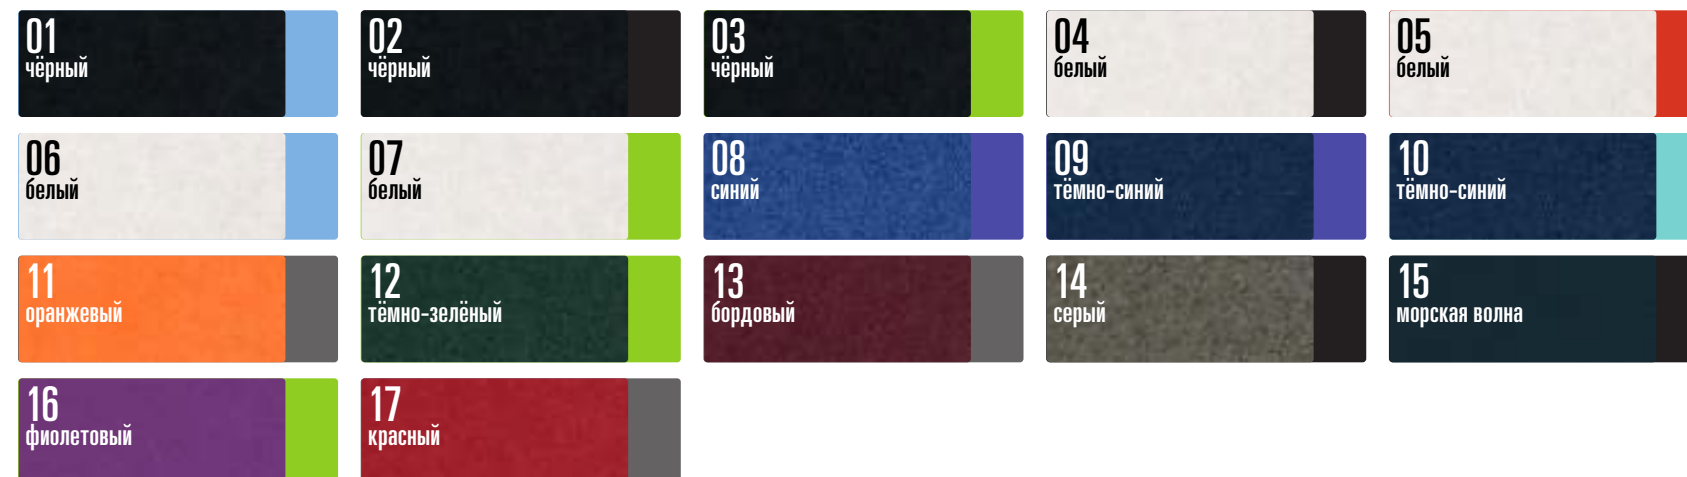 01
чёрный
02
чёрный
03
чёрный
04
белый
05
белый
06
белый
07
белый
08
синий
09
тёмно-синий
10
тёмно-синий
11
оранжевый
12
тёмно-зелёный
13
бордовый
14
серый
15
морская волна
16
фиолетовый
17
красный